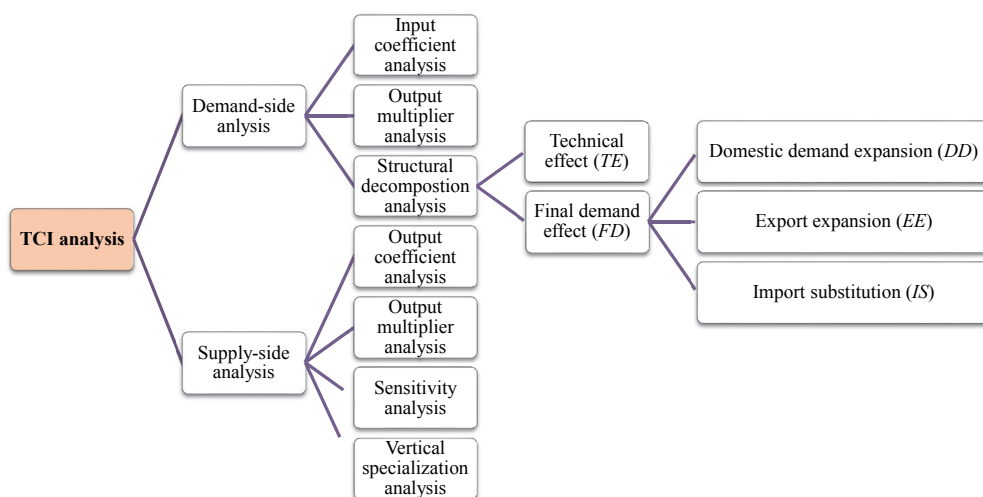 TCI analysis
Demand-side
anlysis
Input
coefficient
analysis
Output
multiplier
analysis
Structural
decompostion
analysis
Technical
effect (TE)
Final demand
effect (FD)
Domestic demand expansion (DD)
Export expansion (EE)
Import substitution (IS)
Supply-side
analysis
Output
coefficient
analysis
Output
multiplier
analysis
Sensitivity
analysis
Vertical
specialization
analysis